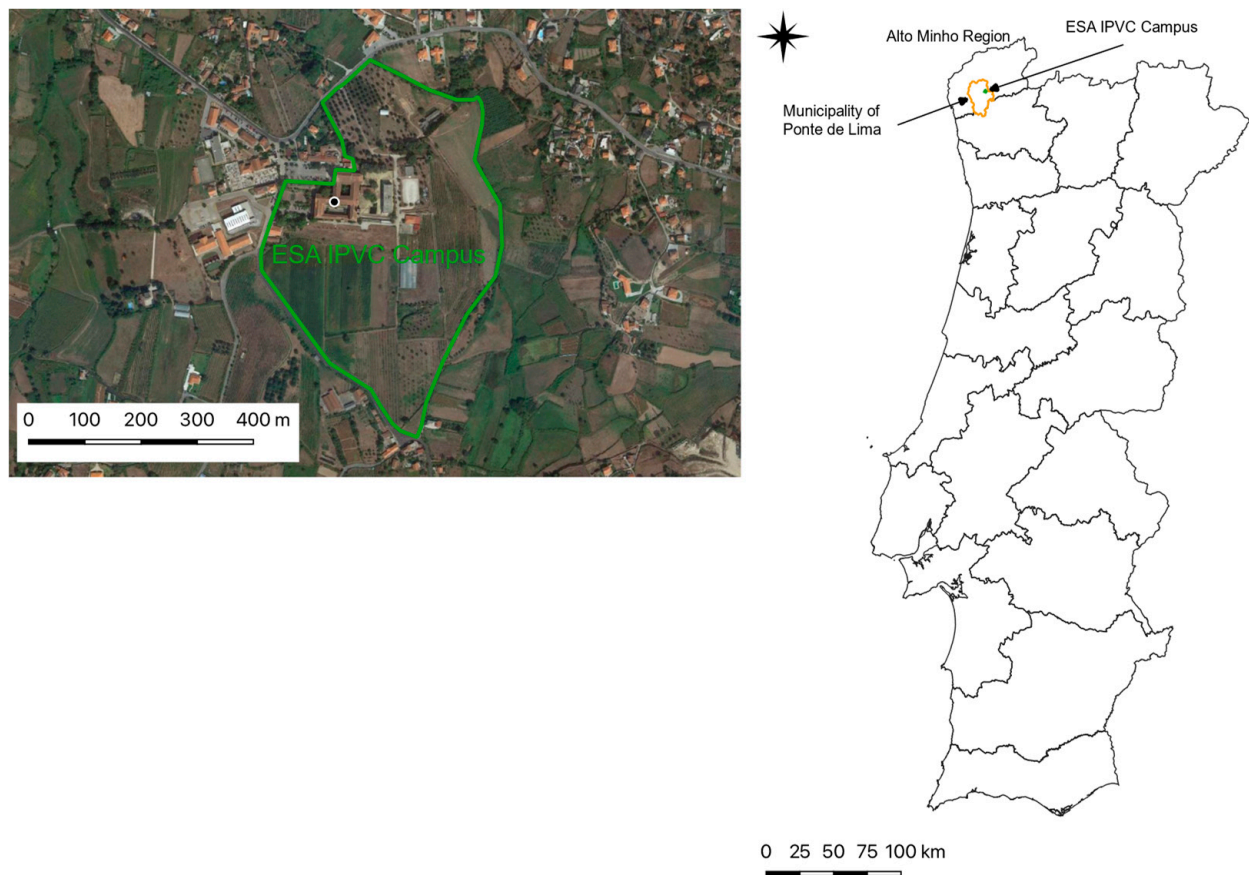 ESA IPVC Campus
0 100 200 300 400 m
Alto Minho Region
ESA IPVC Campus
Municipality of
Ponte de Lima
0 25 50 75 100 km